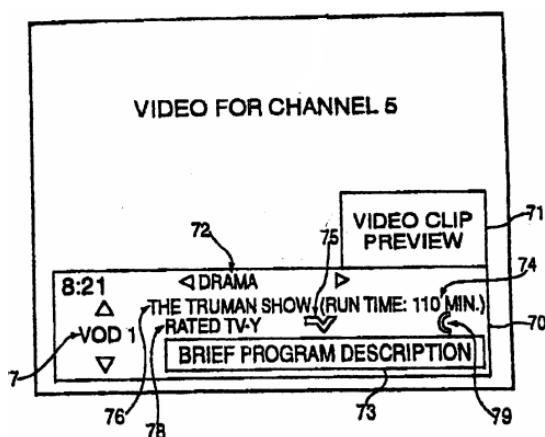 VIDEO FOR CHANNEL 5
VIDEO CLIP
PREVIEW
71
72
75
74
8:21
DRAMA
THE TRUMAN SHOW (RUN TIME: 110 MIN.)
70
VOD 1
RATED TV-Y
7
BRIEF PROGRAM DESCRIPTION
76
78
73
79